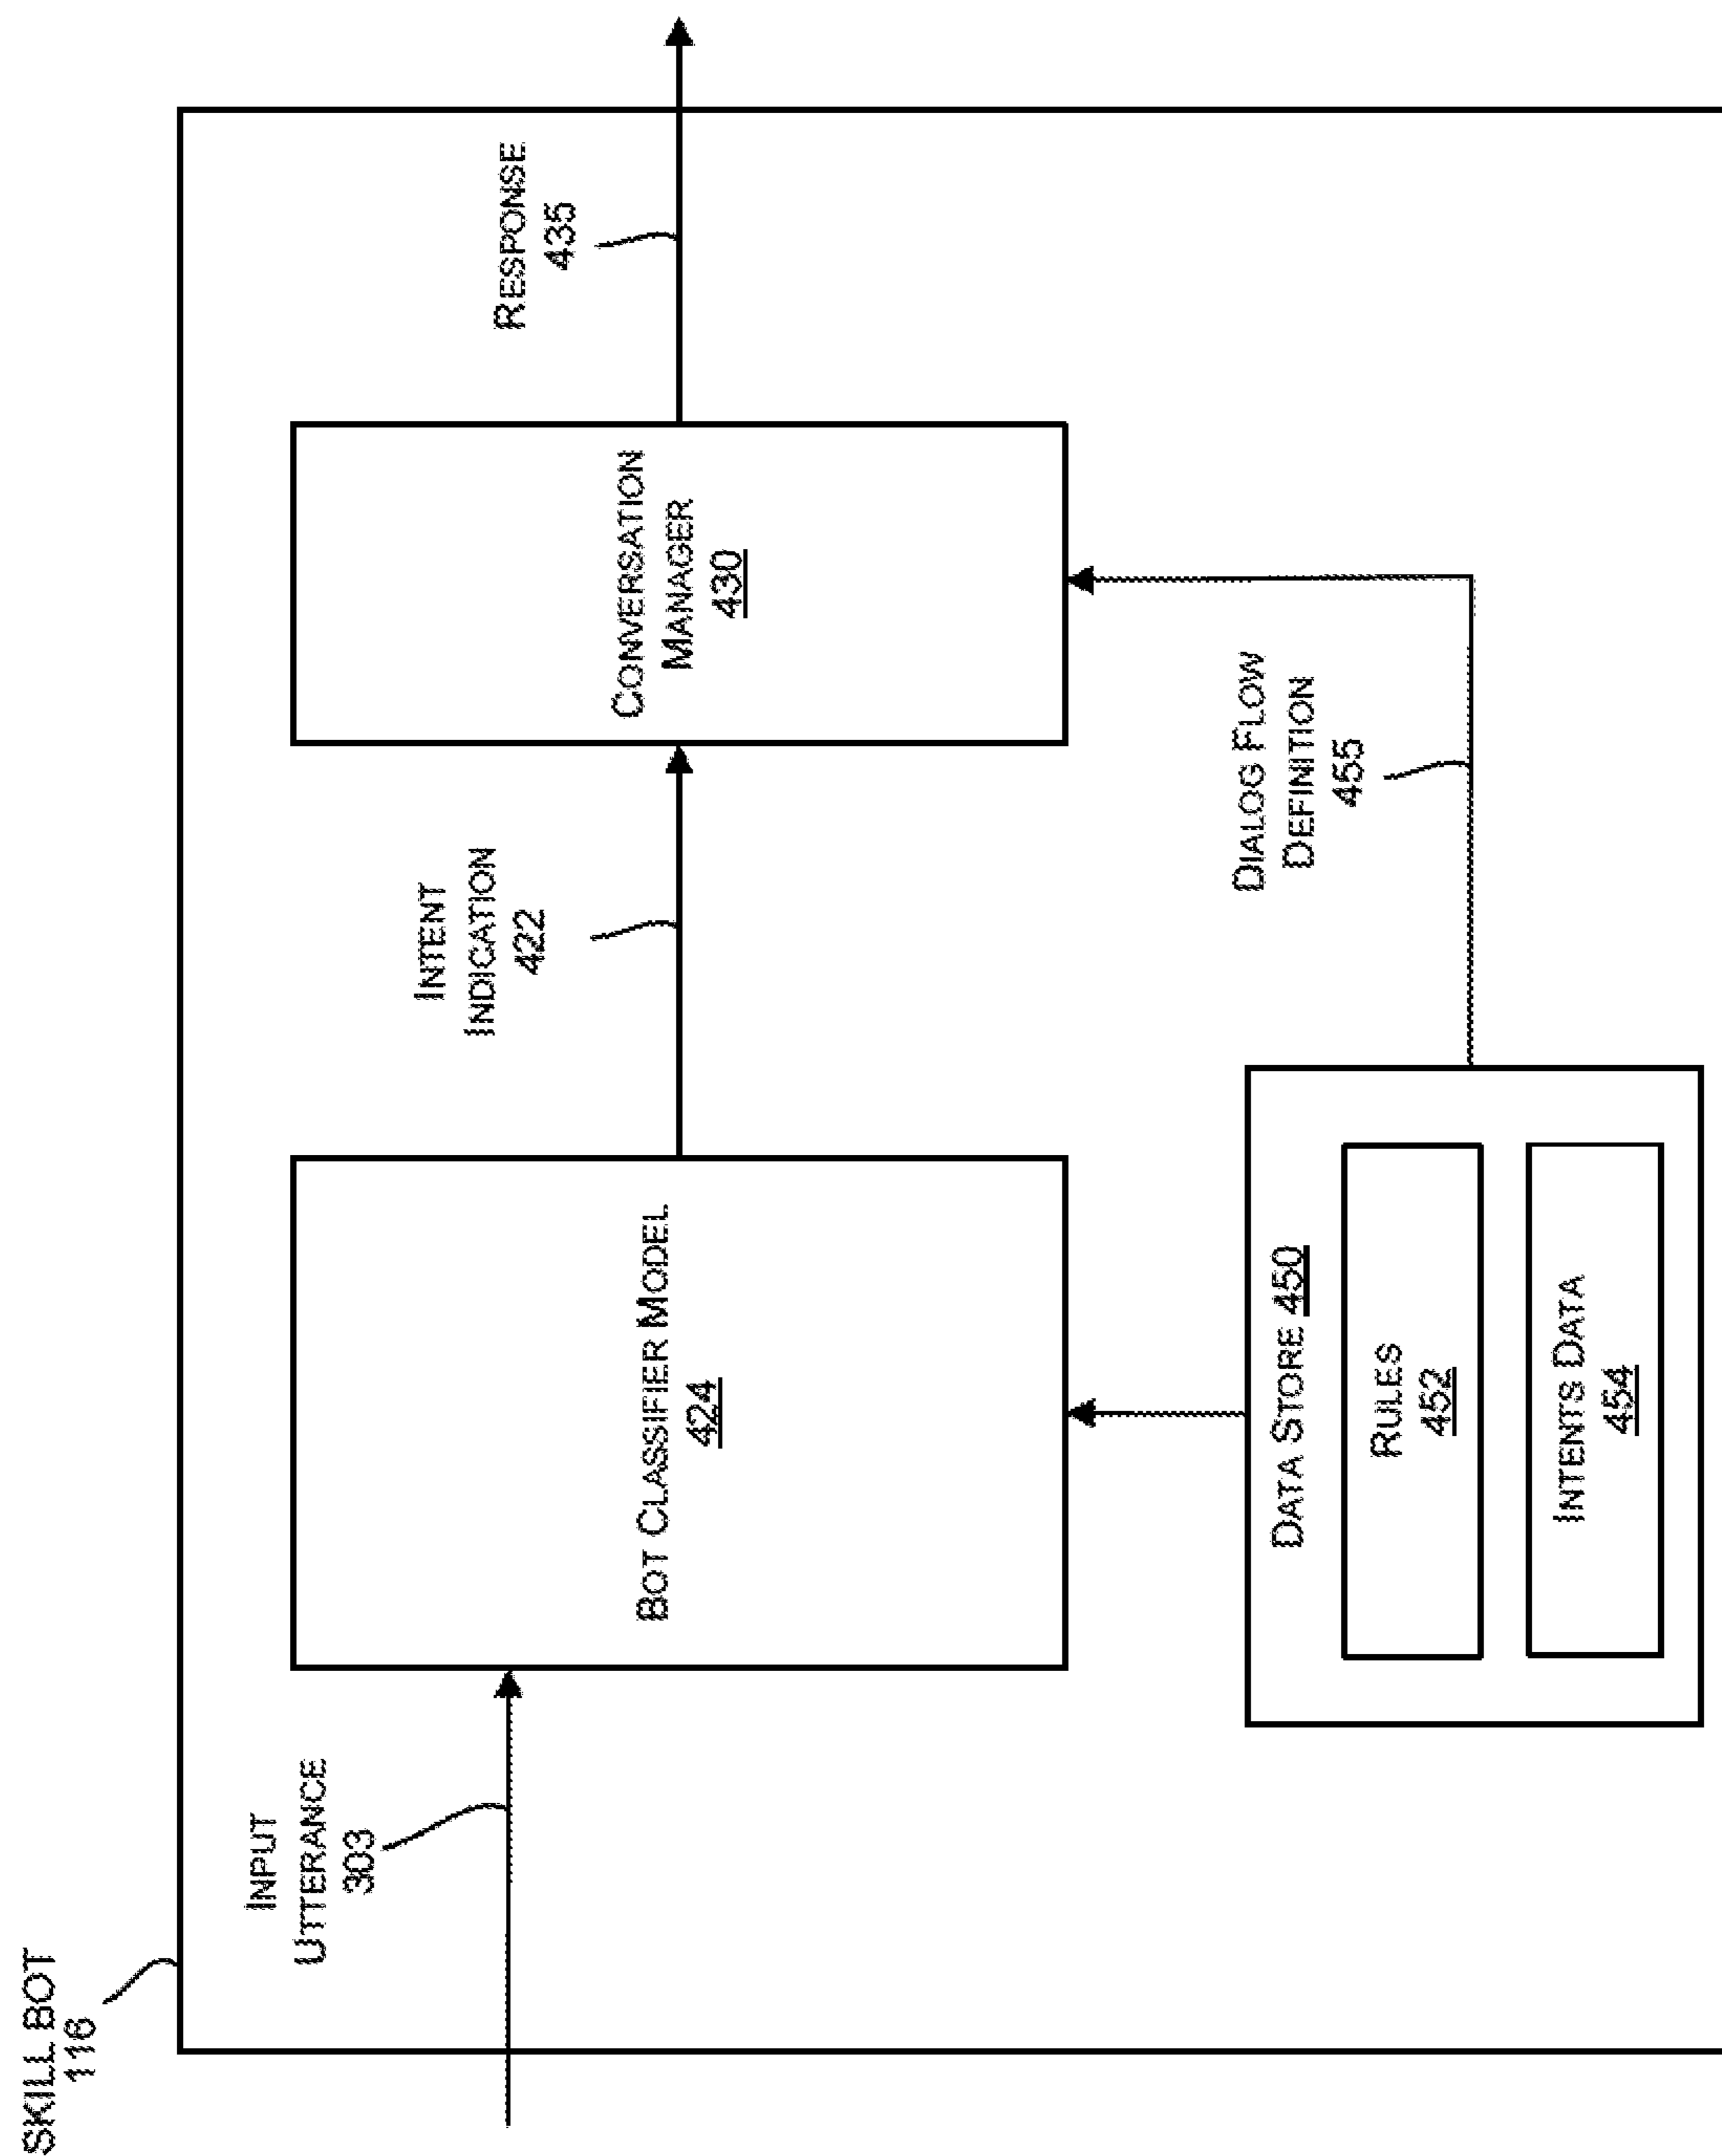 SKILL BOT
116
INPUT
UTTERANCE
303
BOT CLASSIFIER MODEL
424
INTENT
INDICATION
422
CONVERSATION
MANAGER
430
RESPONSE
435
DATA STORE 450
RULES
452
INTENTS DATA
454
DIALOG FLOW
DEFINITION
455